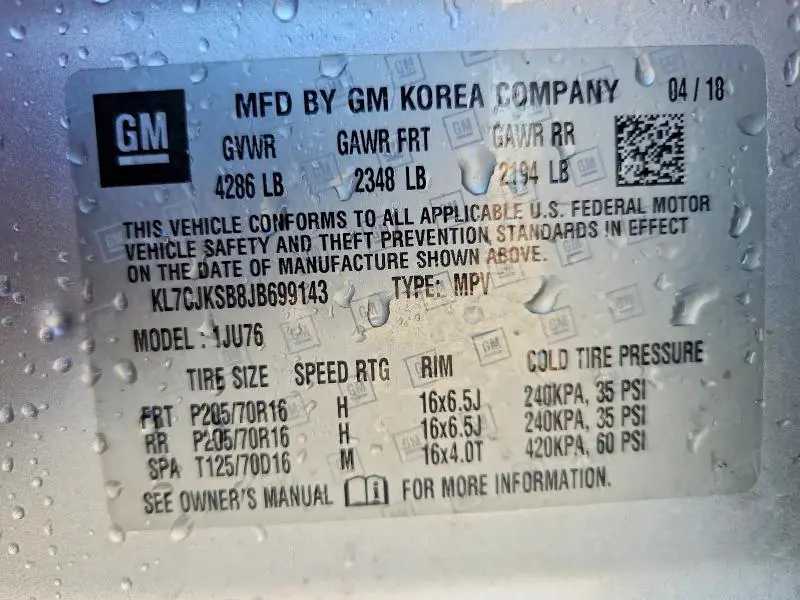 GM
MFD BY GM KOREA COMPANY 04 / 18
GVWR GAWR FRT GAWR RR
4286 LB 2348 LB 2194 LB
THIS VEHICLE CONFORMS TO ALL APPLICABLE U.S. FEDERAL MOTOR
VEHICLE SAFETY AND THEFT PREVENTION STANDARDS IN EFFECT
ON THE DATE OF MANUFACTURE SHOWN ABOVE.
KL7CJKSB8JB699143 TYPE: MPV
MODEL : 1JU76
TIRE SIZE SPEED RTG RIM COLD TIRE PRESSURE
FRT P205/70R16 H 16x6.5J 240KPA, 35 PSI
RR P205/70R16 H 16x6.5J 240KPA, 35 PSI
SPA T125/70D16 M 16x4.0T 420KPA, 60 PSI
SEE OWNER'S MANUAL FOR MORE INFORMATION.